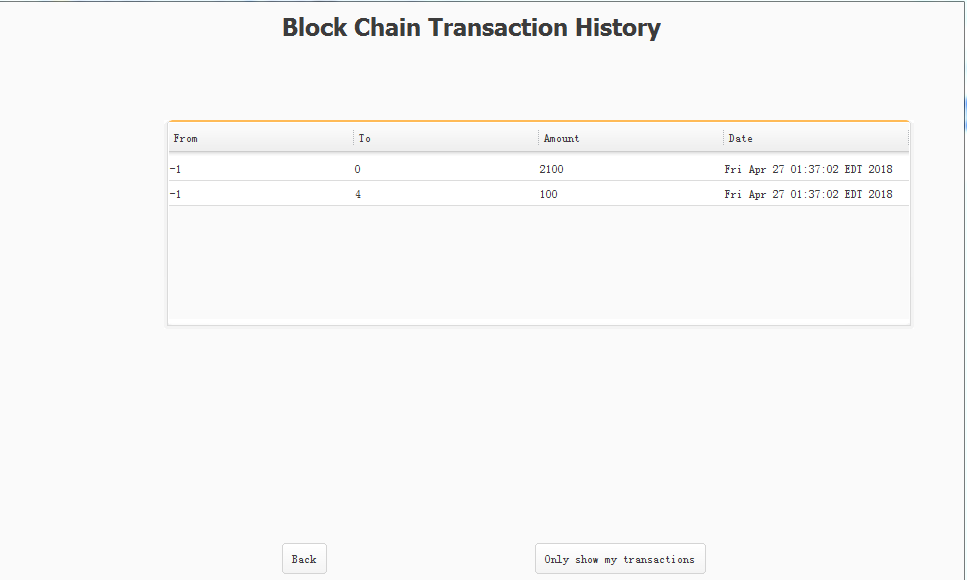 Block Chain Transaction History
From To Amount Date
-1 0 2100 Fri Apr 27 01:37:02 EDT 2018
-1 4 100 Fri Apr 27 01:37:02 EDT 2018
Back Only show my transactions